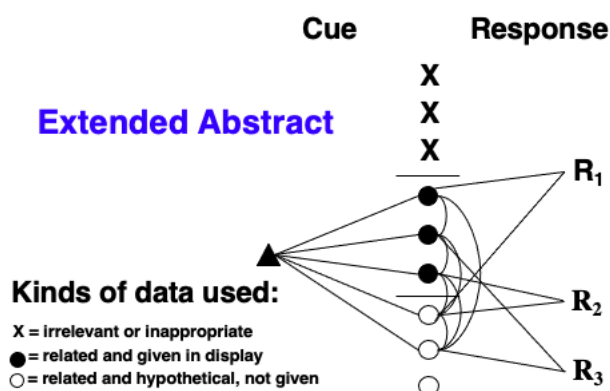 Cue Response
X
X
Extended Abstract
X
R1
Kinds of data used:
R2
X = irrelevant or inappropriate
= related and given in display
R3
= related and hypothetical, not given